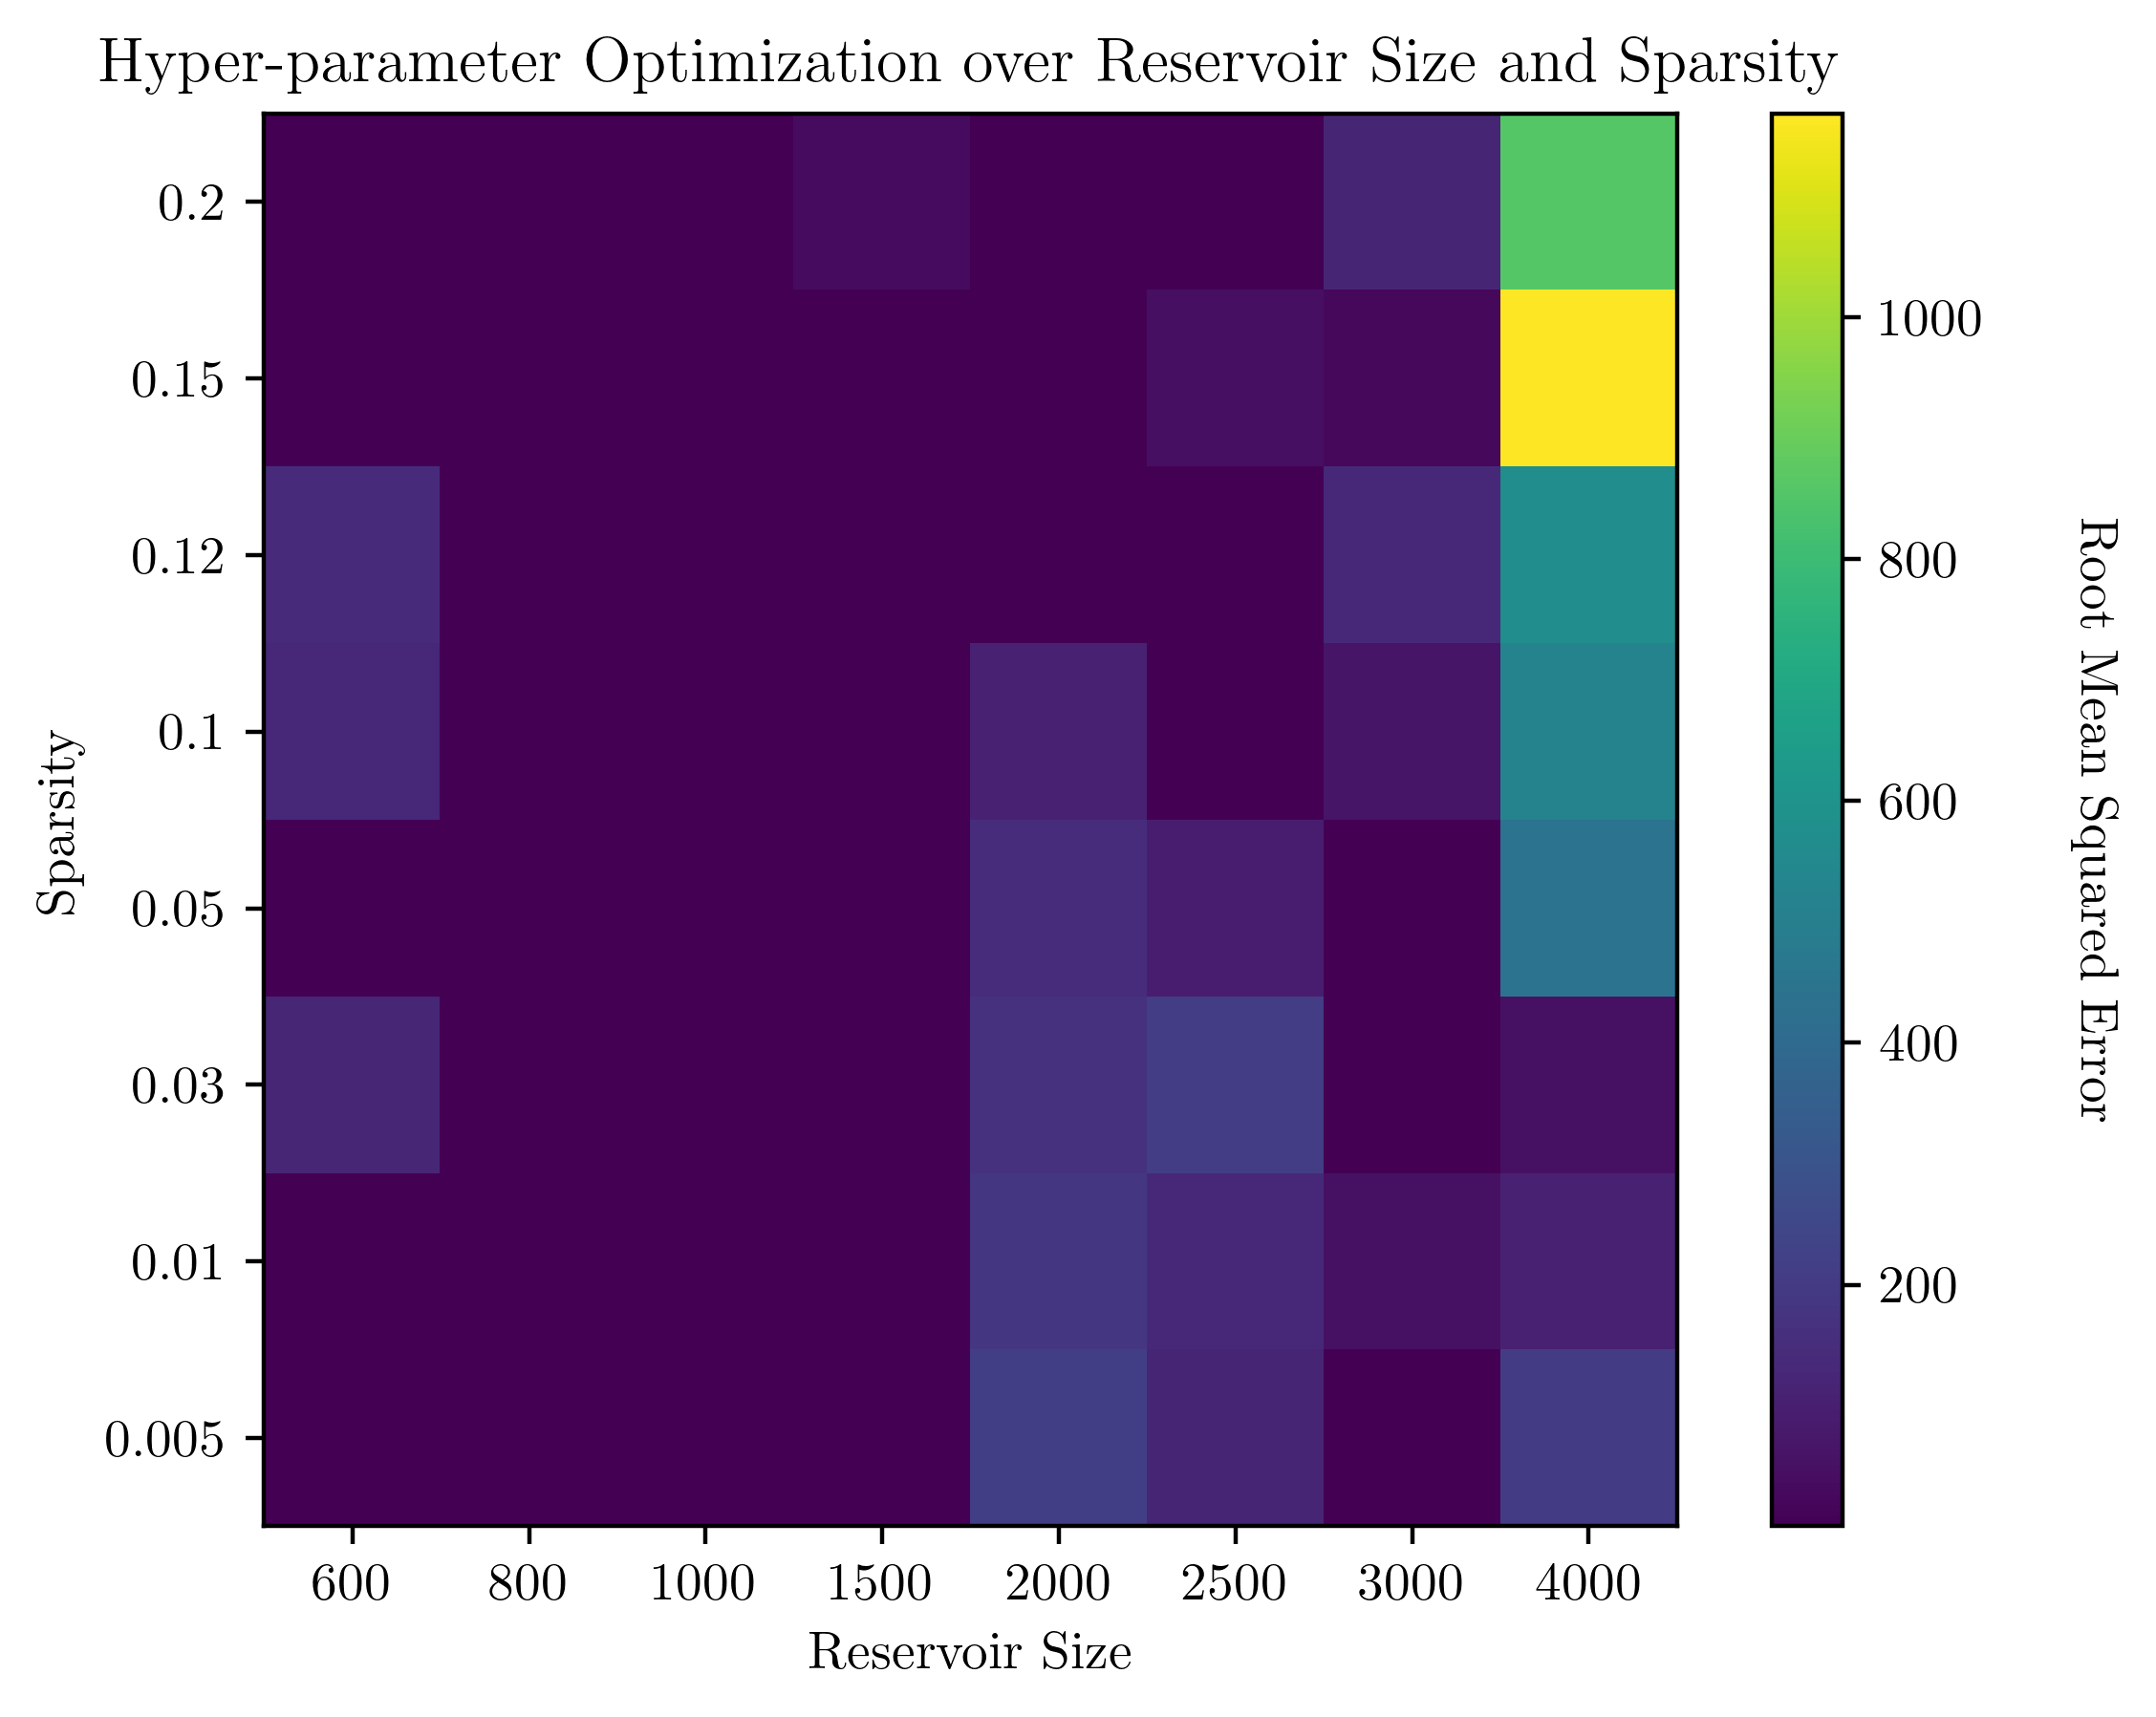 Hyper-parameter Optimization over Reservoir Size and Sparsity
Sparsity
0.2
0.15
0.12
0.1
0.05
0.03
0.01
0.005
600 800 1000 1500 2000 2500 3000 4000
Reservoir Size
1000
800
600
400
200
Root Mean Squared Error